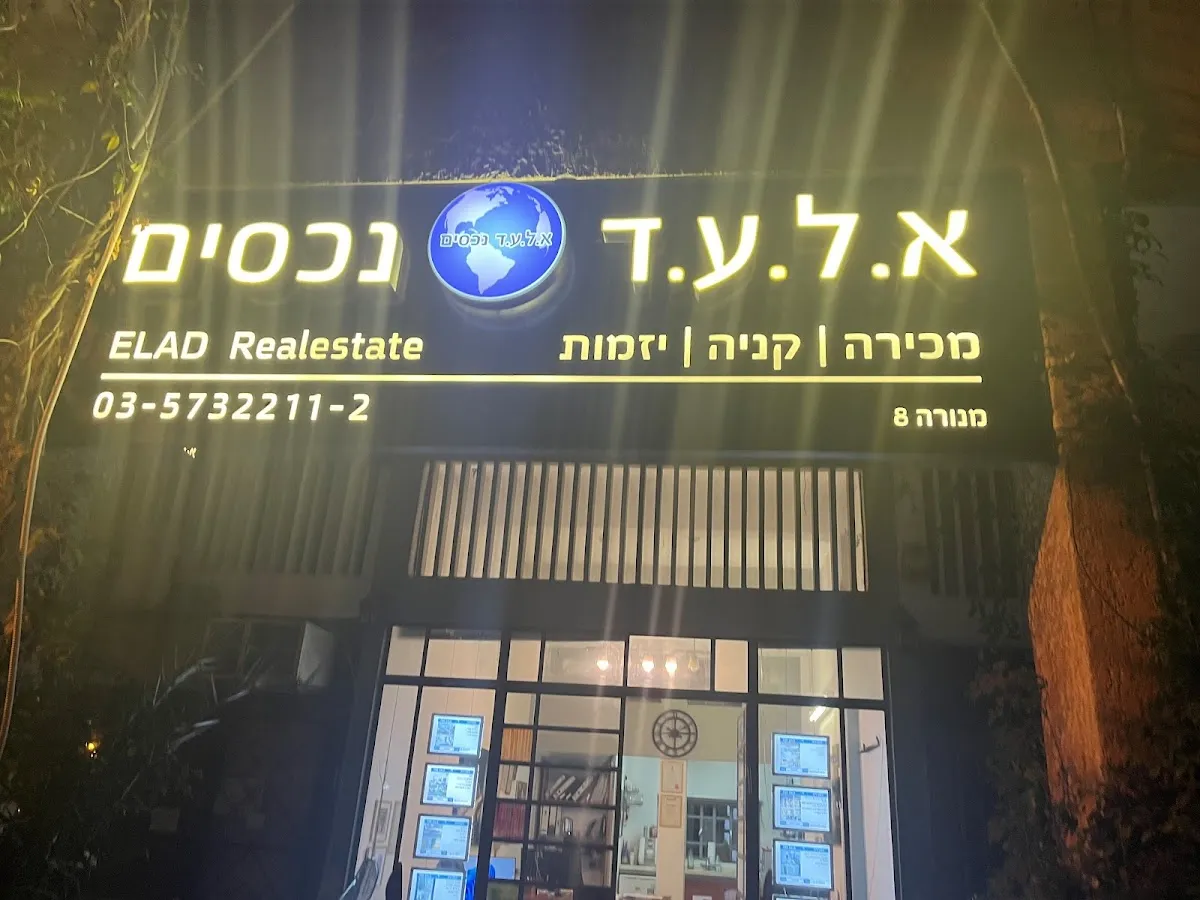 א.ל.ע.ד נכסים
א.ל.ע.ד נכסים
מכירה | קניה | יזמות
ELAD Realestate
מנורה 8
03-5732211-2